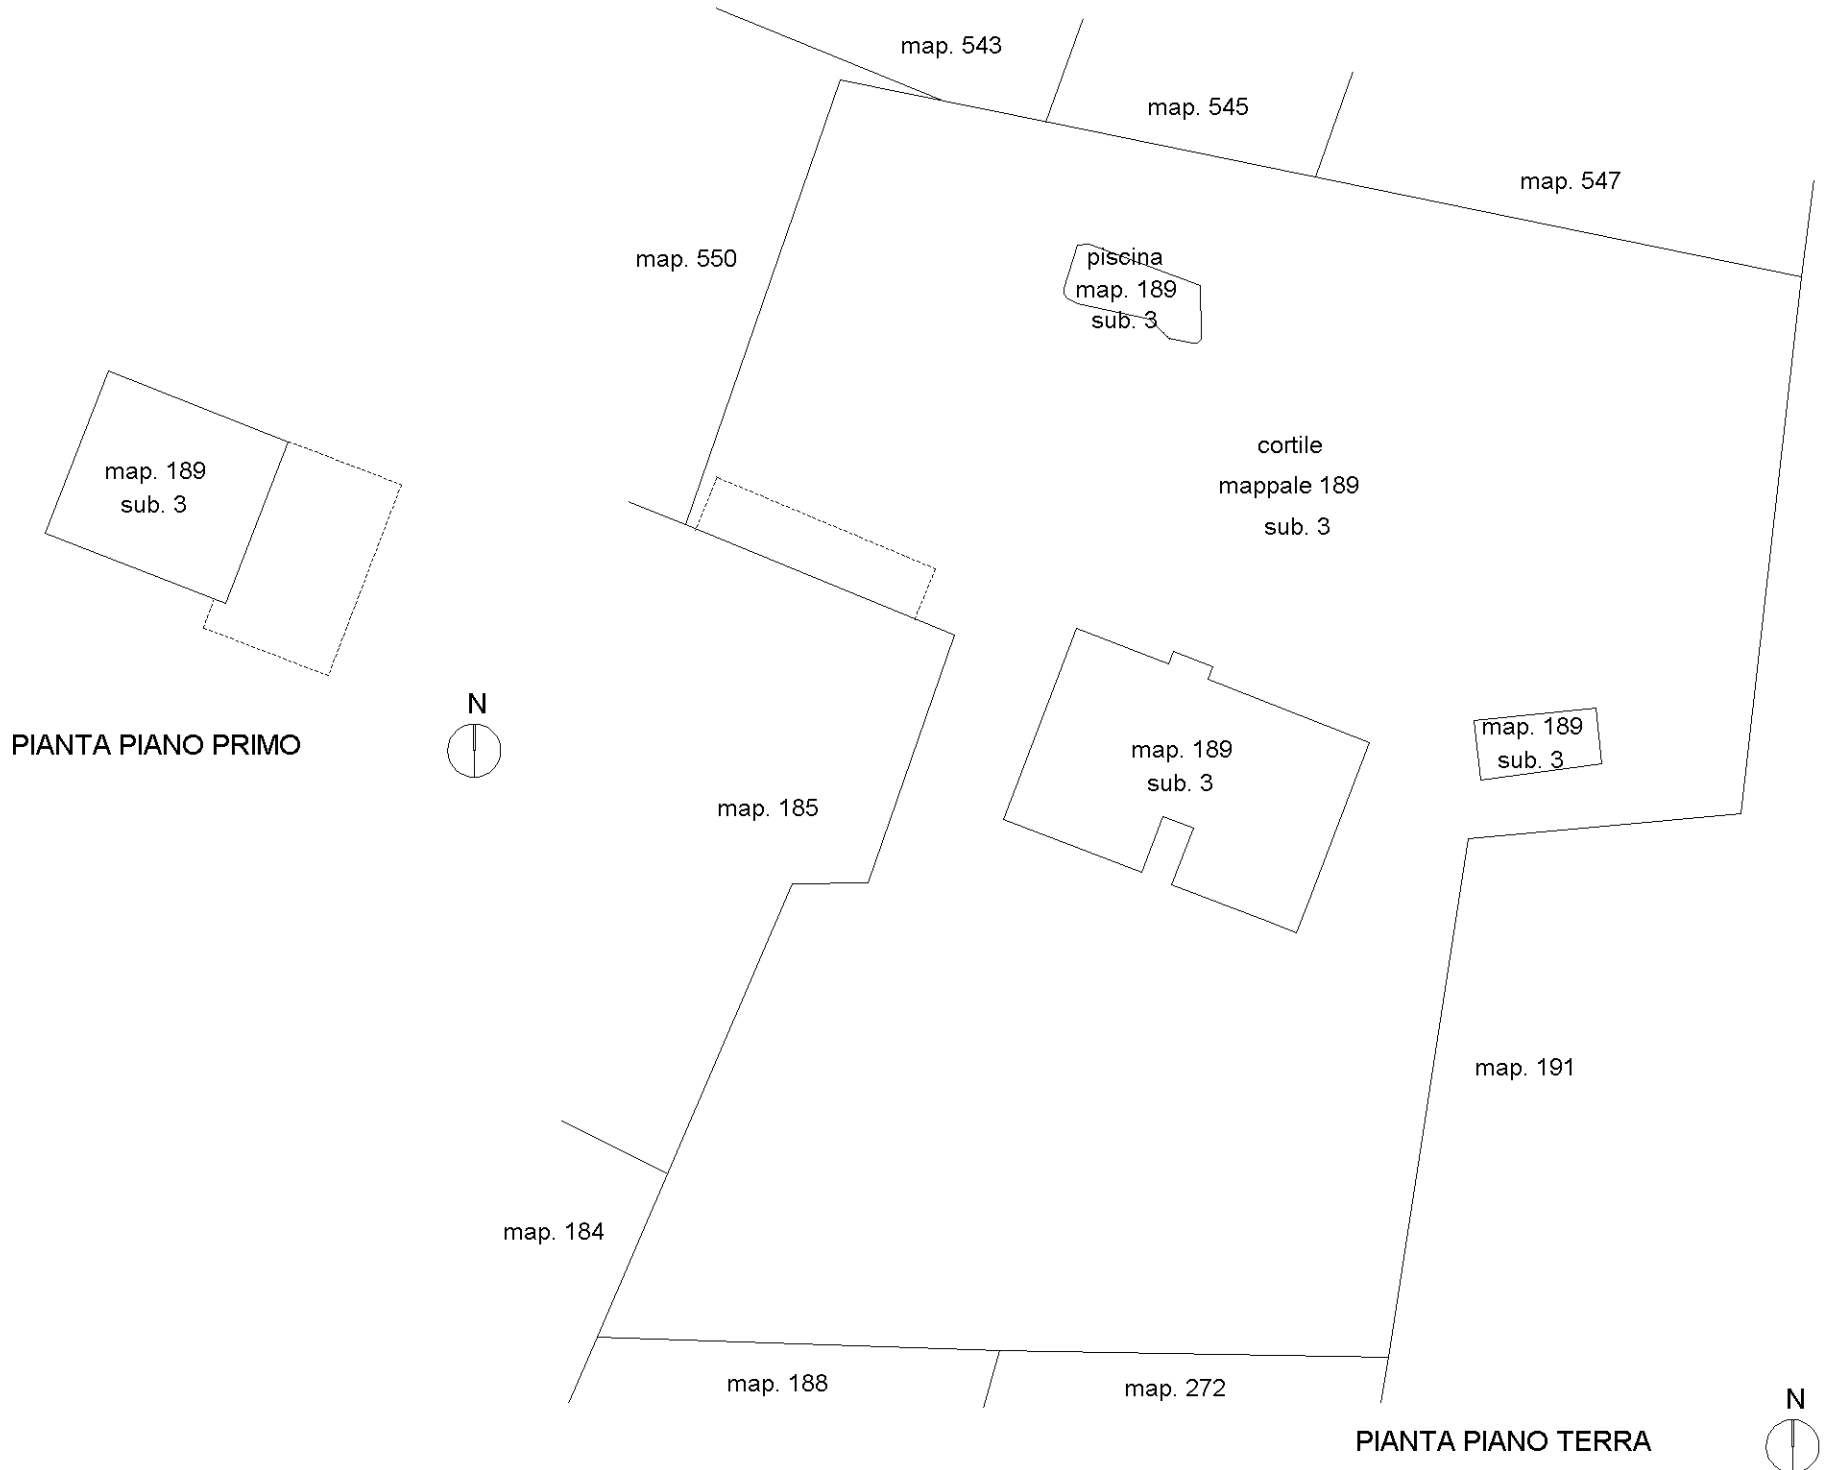 map. 543
map. 545
map. 547
map. 550
piscina
map. 189
sub. 3
cortile
mappale 189
sub. 3
map. 189
sub. 3
N
PIANTA PIANO PRIMO
map. 189
sub. 3
map. 189
sub. 3
map. 185
map. 191
map. 184
map. 188
map. 272
N
PIANTA PIANO TERRA